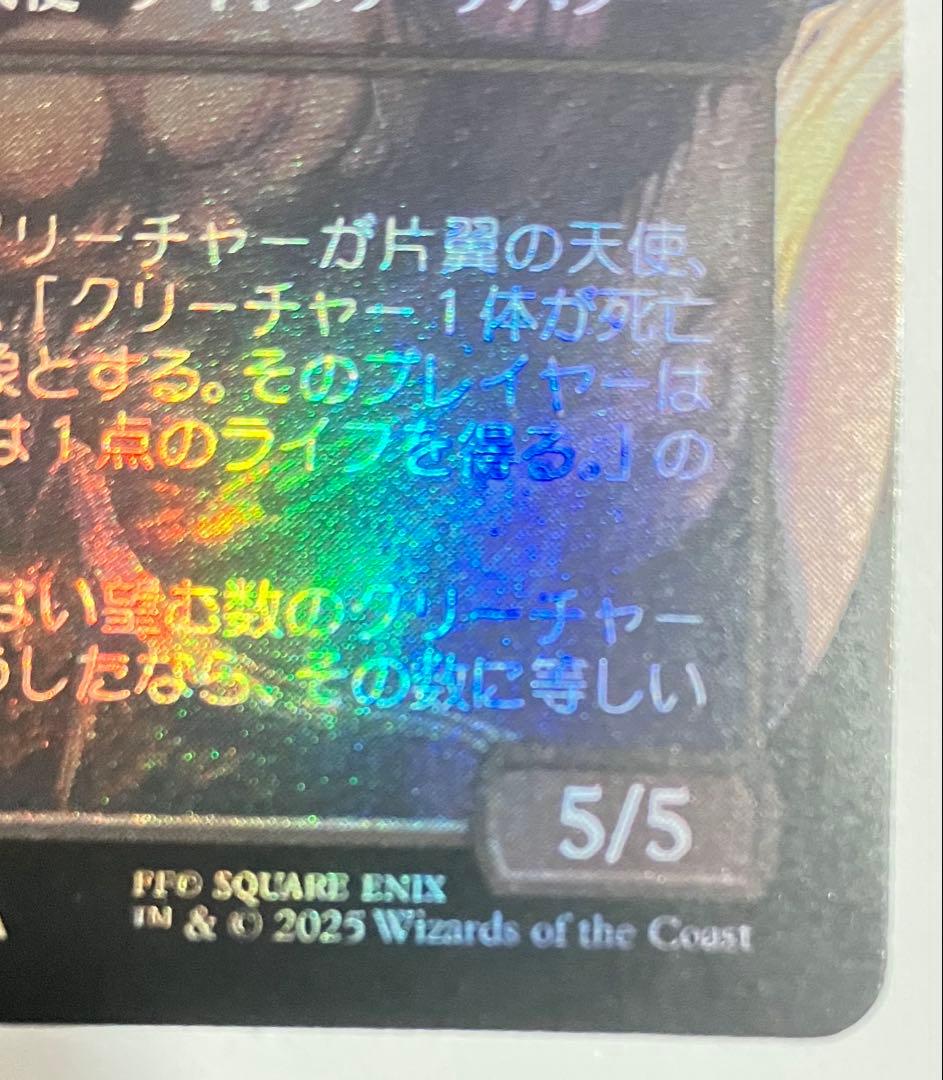 リーチャーが片翼の天使、
「クリーチャー1体が死亡
象とする。そのプレイヤーは
は1点のライフを得る。」の
ない望む数のクリーチャー
うしたなら、その数に等しい
5/5
FF© SQUARE ENIX
™ & © 2025 Wizards of the Coast